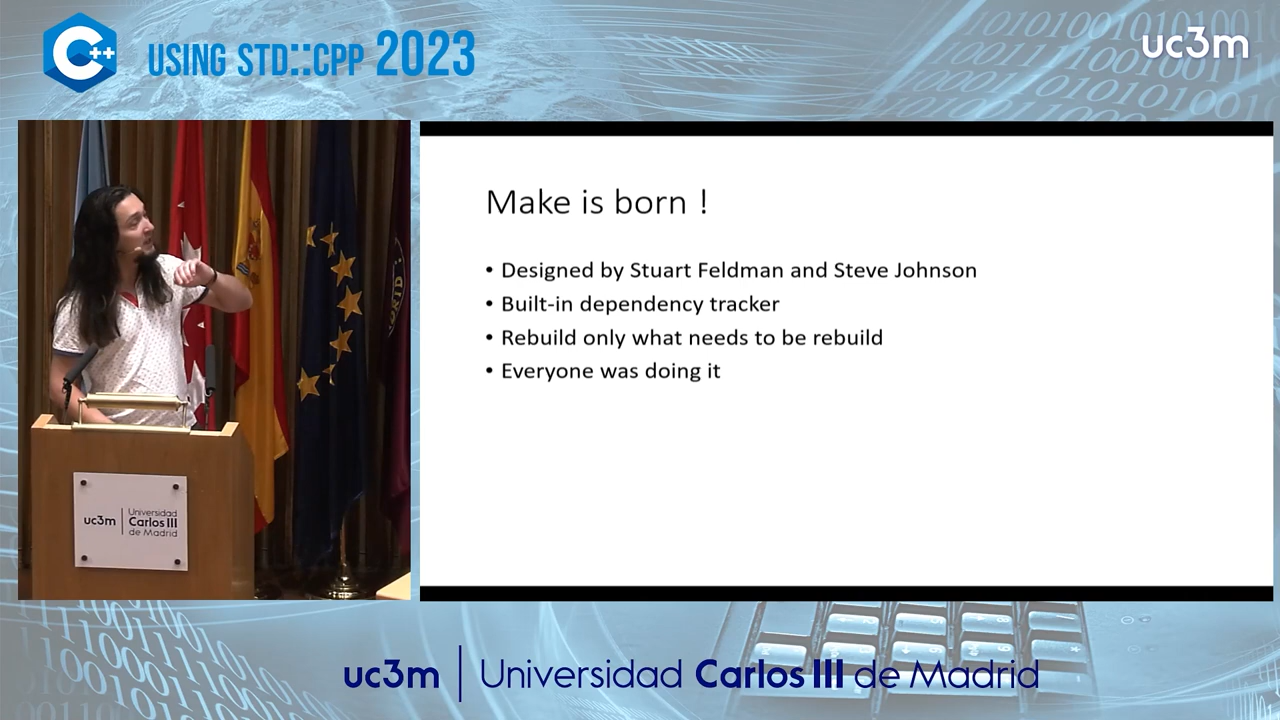 C++
USING STD::CPP 2023
uc3m
Make is born !
• Designed by Stuart Feldman and Steve Johnson
• Built-in dependency tracker
• Rebuild only what needs to be rebuild
• Everyone was doing it
uc3m | Universidad
Carlos III
de Madrid
uc3m | Universidad Carlos III de Madrid